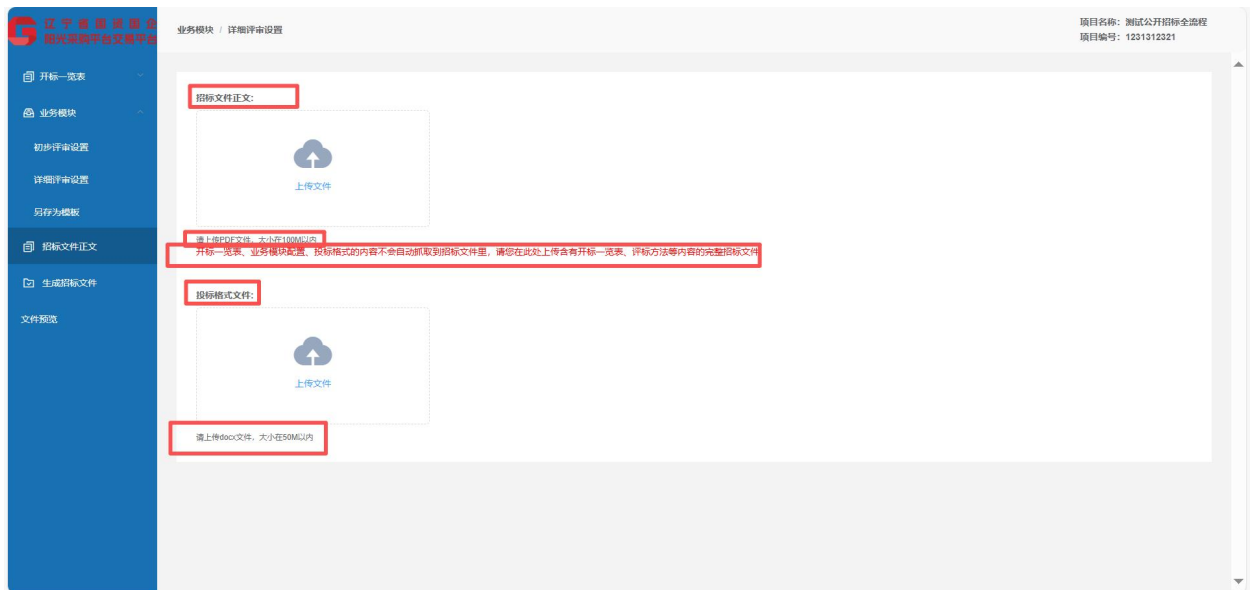 辽宁省国资国企
阳光采购平台交易平台
业务模块 / 详细评审设置
项目名称：测试公开招标全流程
项目编号：1231312321
开标一览表
业务模块
初步评审设置
详细评审设置
另存为模板
招标文件正文
生成招标文件
文件预览
招标文件正文:
上传文件
请上传PDF文件，大小在100M以内
开标一览表、业务模块配置、投标格式的内容不会自动抓取到招标文件里，请您在此处上传含有开标一览表、评标方法等内容的完整招标文件
投标格式文件:
上传文件
请上传docx文件，大小在50M以内